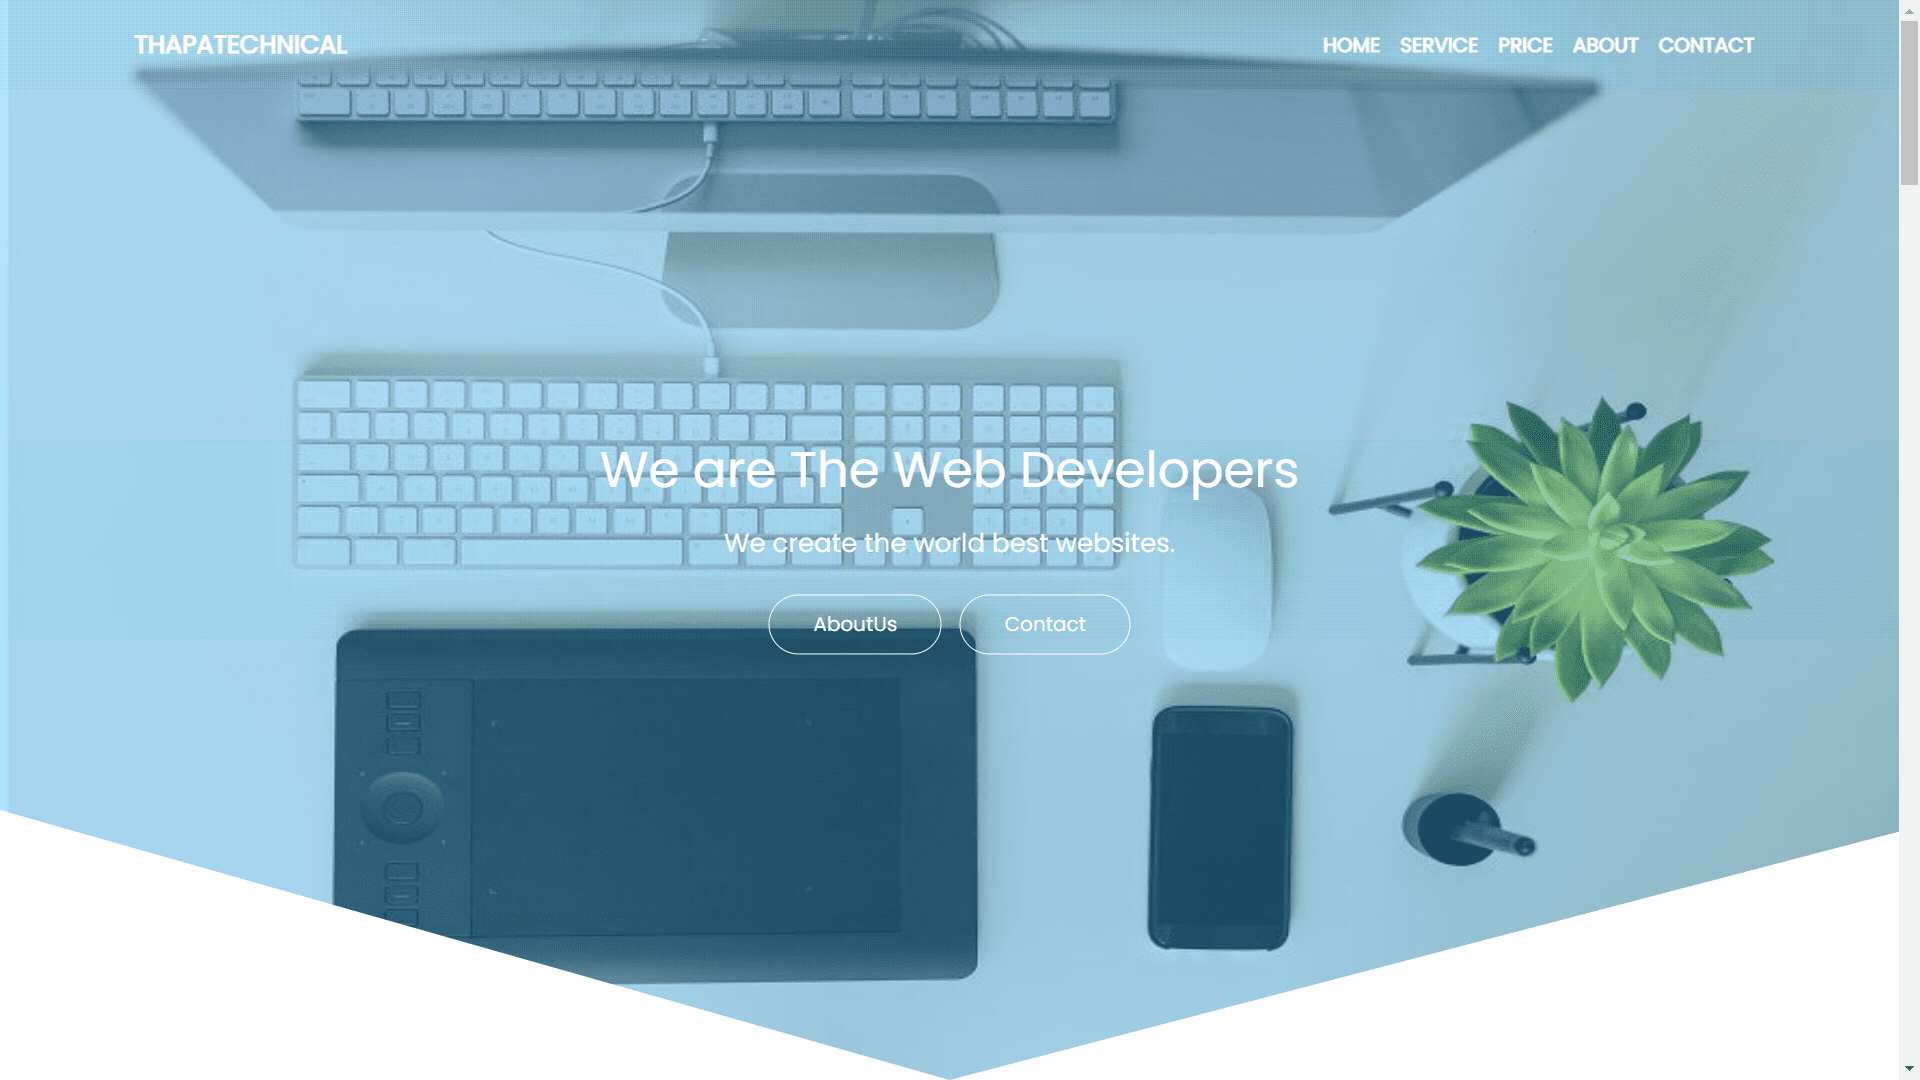 THAPATECHNICAL
HOME SERVICE PRICE ABOUT CONTACT
We are The Web Developers
We create the world best websites.
AboutUs Contact